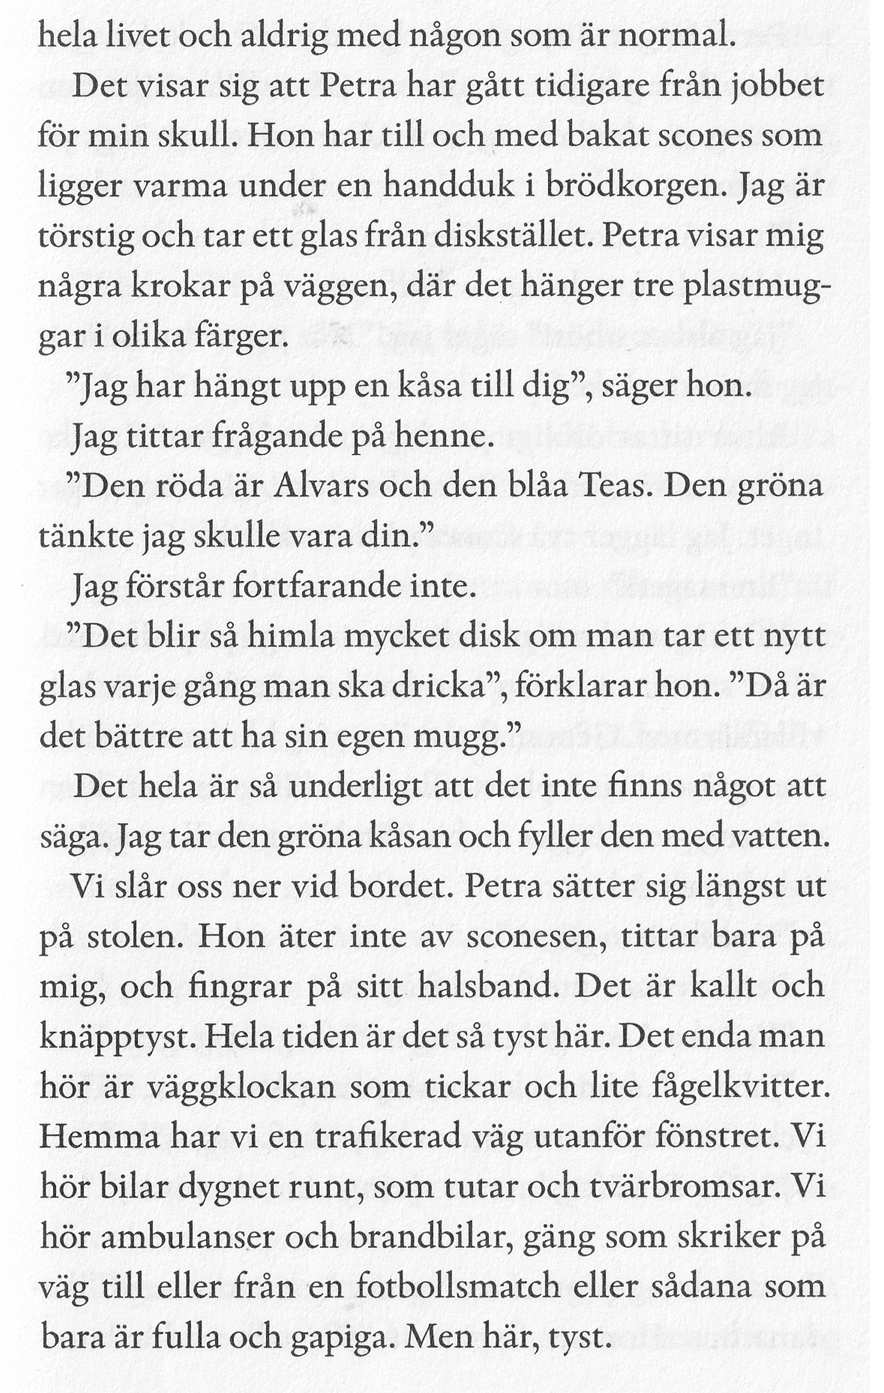 hela livet och aldrig med någon som är normal.
Det visar sig att Petra har gått tidigare från jobbet
för min skull. Hon har till och med bakat scones som
ligger varma under en handduk i brödkorgen. Jag är
törstig och tar ett glas från diskstället. Petra visar mig
några krokar på väggen, där det hänger tre plastmug-
gar i olika färger.
”Jag har hängt upp en kåsa till dig”, säger hon.
Jag tittar frågande på henne.
”Den röda är Alvars och den blåa Teas. Den gröna
tänkte jag skulle vara din.”
Jag förstår fortfarande inte.
”Det blir så himla mycket disk om man tar ett nytt
glas varje gång man ska dricka”, förklarar hon. ”Då är
det bättre att ha sin egen mugg.”
Det hela är så underligt att det inte finns något att
säga. Jag tar den gröna kåsan och fyller den med vatten.
Vi slår oss ner vid bordet. Petra sätter sig längst ut
på stolen. Hon äter inte av sconesen, tittar bara på
mig, och fingrar på sitt halsband. Det är kallt och
knäpptyst. Hela tiden är det så tyst här. Det enda man
hör är väggklockan som tickar och lite fågelkvitter.
Hemma har vi en trafikerad väg utanför fönstret. Vi
hör bilar dygnet runt, som tutar och tvärbromsar. Vi
hör ambulanser och brandbilar, gäng som skriker på
väg till eller från en fotbollsmatch eller sådana som
bara är fulla och gapiga. Men här, tyst.